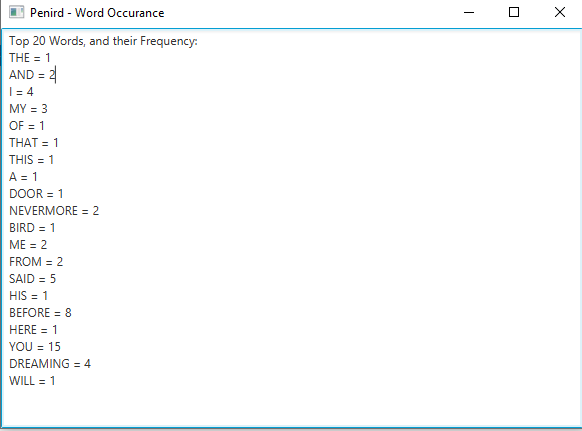 Penird - Word Occurance
Top 20 Words, and their Frequency:
THE = 1
AND = 2
I = 4
MY = 3
OF = 1
THAT = 1
THIS = 1
A = 1
DOOR = 1
NEVERMORE = 2
BIRD = 1
ME = 2
FROM = 2
SAID = 5
HIS = 1
BEFORE = 8
HERE = 1
YOU = 15
DREAMING = 4
WILL = 1